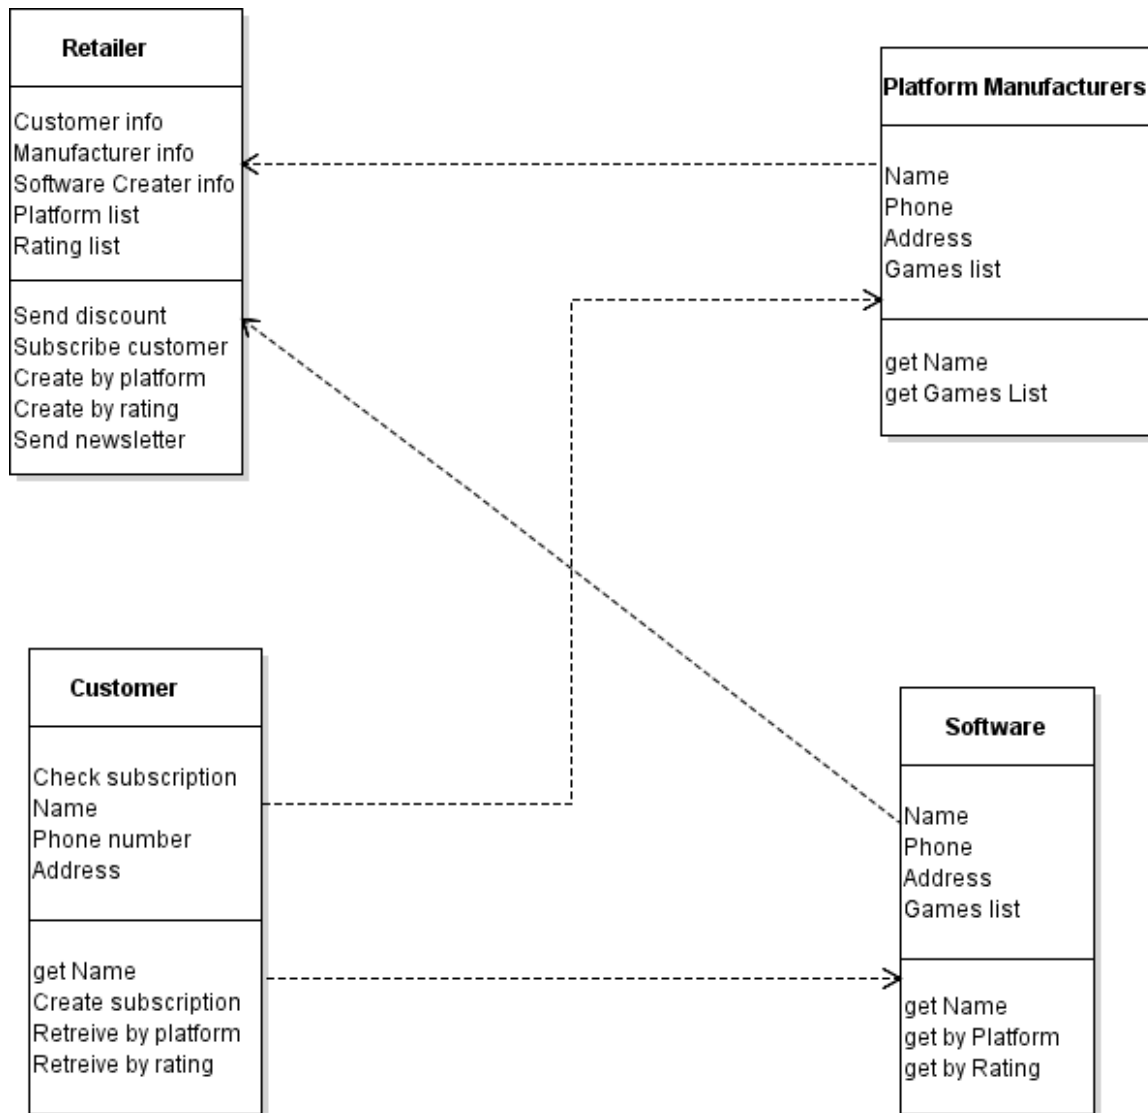 Retailer
Customer info
Manufacturer info
Software Creater info
Platform list
Rating list
Send discount
Subscribe customer
Create by platform
Create by rating
Send newsletter
Platform Manufacturers
Name
Phone
Address
Games list
get Name
get Games List
Customer
Check subscription
Name
Phone number
Address
get Name
Create subscription
Retreive by platform
Retreive by rating
Software
Name
Phone
Address
Games list
get Name
get by Platform
get by Rating